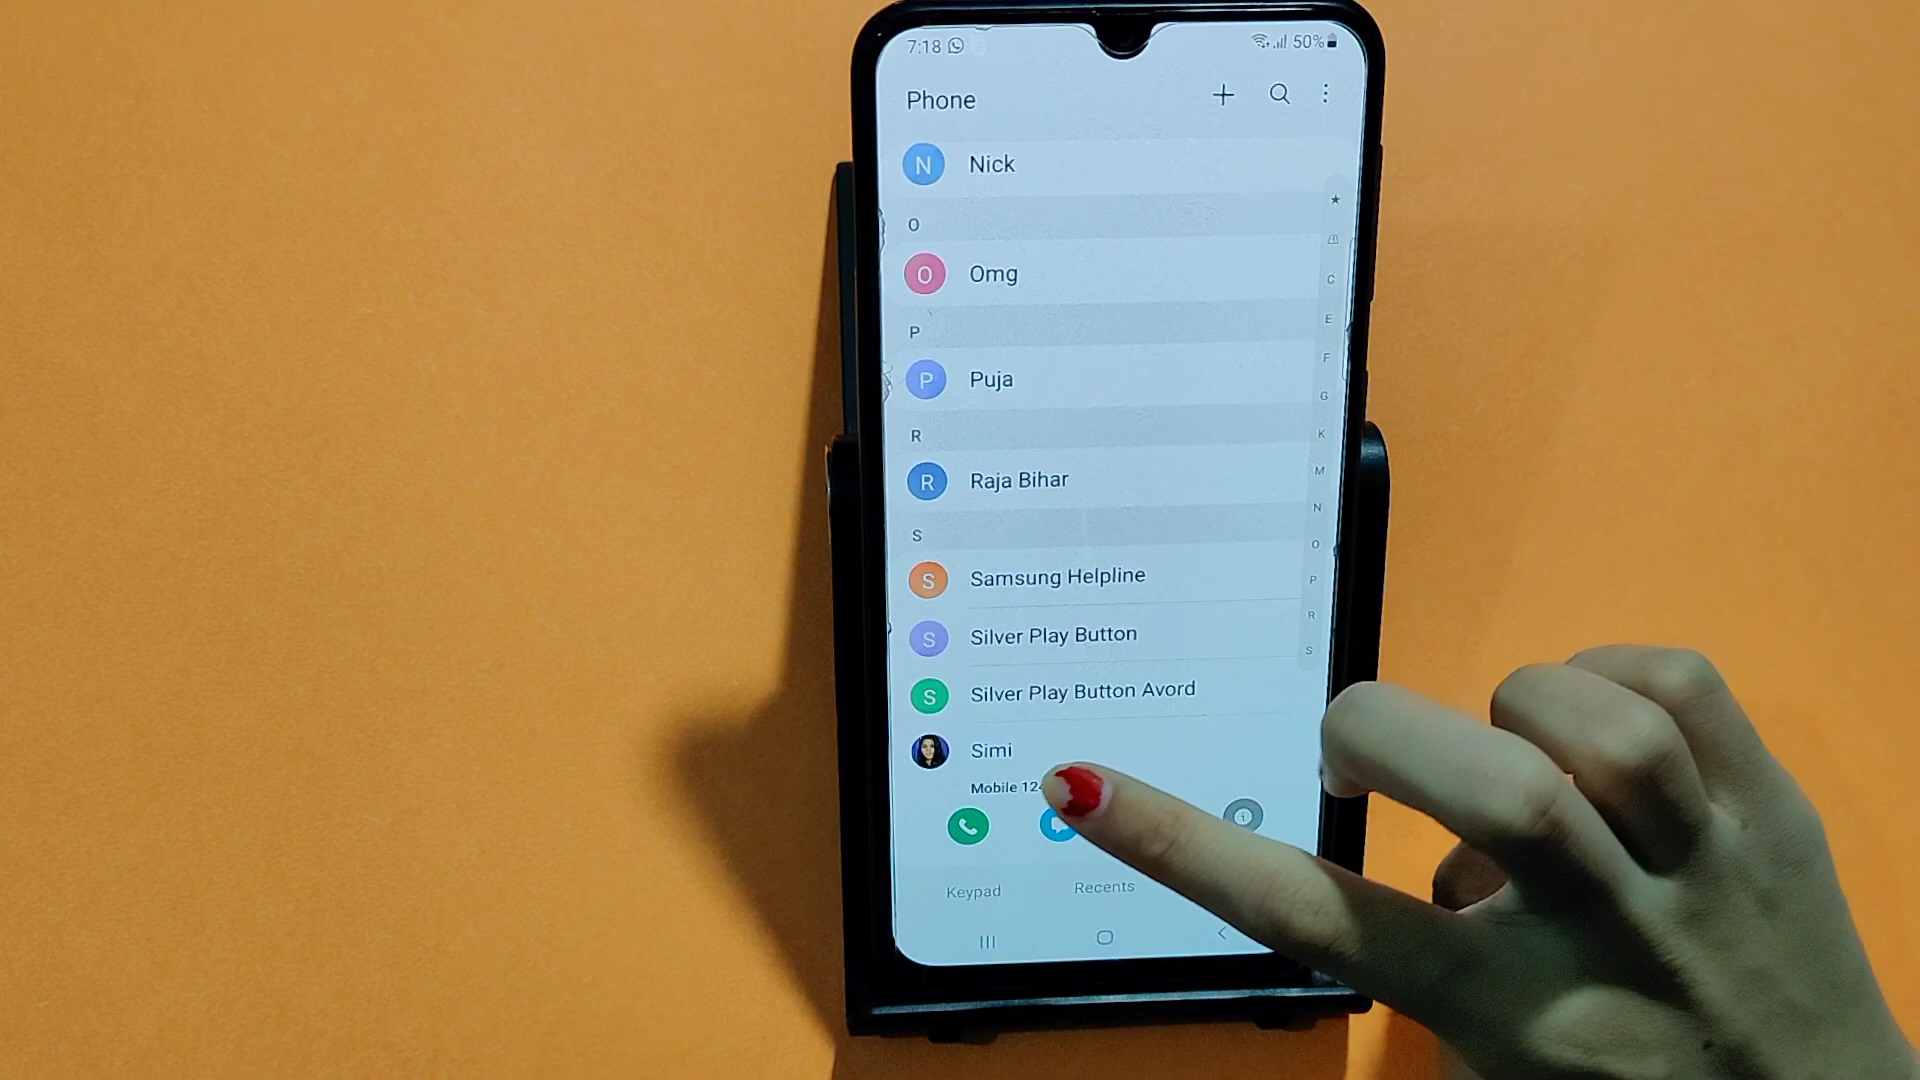 7:18
50%
Phone
N
Nick
O
O
Omg
P
P
Puja
R
R
Raja Bihar
S
S
Samsung Helpline
S
Silver Play Button
S
Silver Play Button Avord
Simi
Mobile
Keypad
Recents
C
E
F
G
K
M
N
O
P
R
S